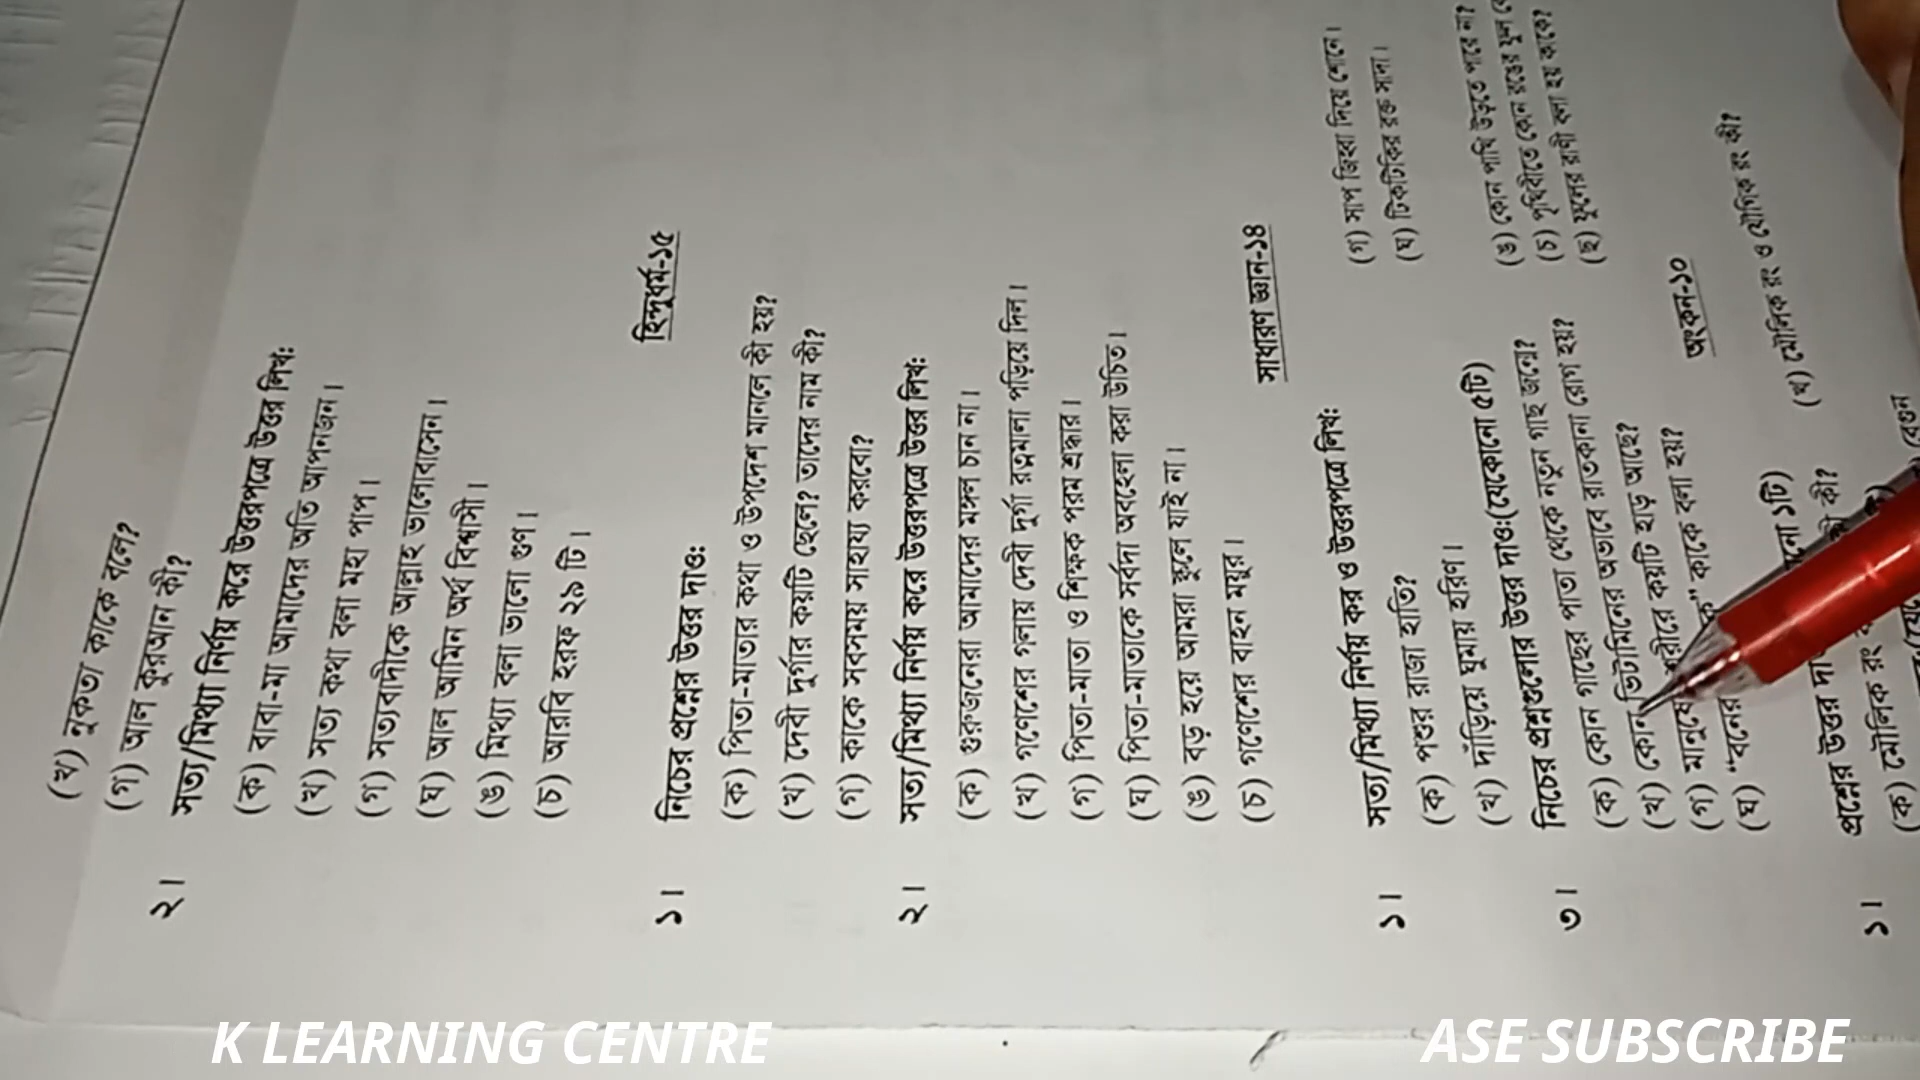 (খ) নুকতা কাকে বলে?
(গ) আল কুরআন কী?
২। সত্য/মিথ্যা নির্ণয় করে উত্তরপত্রে উত্তর লিখ:
(ক) বাবা-মা আমাদের অতি আপনজন।
(খ) সত্য কথা বলা মহা পাপ।
(গ) সত্যবাদীকে আল্লাহ ভালোবাসেন।
(ঘ) আল আমিন অর্থ বিশ্বাসী।
(ঙ) মিথ্যা বলা ভালো গুণ।
(চ) আরবি হরফ ২৯ টি।
হিন্দুধর্ম-১৫
১। নিচের প্রশ্নের উত্তর দাও:
(ক) পিতা-মাতার কথা ও উপদেশ মানলে কী হয়?
(খ) দেবী দুর্গার কয়টি ছেলে? তাদের নাম কী?
(গ) কাকে সবসময় সাহায্য করবো?
২। সত্য/মিথ্যা নির্ণয় করে উত্তরপত্রে উত্তর লিখ:
(ক) গুরুজনেরা আমাদের মঙ্গল চান না।
(খ) গণেশের গলায় দেবী দুর্গা রত্নমালা পড়িয়ে দিল।
(গ) পিতা-মাতা ও শিক্ষক পরম শ্রদ্ধার।
(ঘ) পিতা-মাতাকে সর্বদা অবহেলা করা উচিত।
(ঙ) বড় হয়ে আমরা স্কুলে যাই না।
(চ) গণেশের বাহন ময়ূর।
সাধারণ জ্ঞান-১৪
১। সত্য/মিথ্যা নির্ণয় কর ও উত্তরপত্রে লিখ:
(ক) পশুর রাজা হাতি?
(গ) সাপ জিহবা দিয়ে শোনে।
(খ) দাঁড়িয়ে ঘুমায় হরিণ।
(ঘ) টিকটিকির রক্ত সাদা।
৩। নিচের প্রশ্নগুলোর উত্তর দাও:(যেকোনো ৫টি)
(ক) কোন গাছের পাতা থেকে নতুন গাছ জন্মে?
(ঙ) কোন পাখি উড়তে পারে না?
(খ) কোন ভিটামিনের অভাবে রাতকানা রোগ হয়?
(চ) পৃথিবীতে কোন রঙের ফুল
(গ) মানুষের শরীরে কয়টি হাড় আছে?
(ছ) ফুলের রাণী বলা হয় কাকে?
(ঘ) "বনের কাকে বলা হয়?
অংকন-১০
১। প্রশ্নের উত্তর দাও ১টি)
(ক) মৌলিক রং কী?
(খ) মৌলিক রং ও যৌগিক রং কী?
K LEARNING CENTRE
ASE SUBSCRIBE